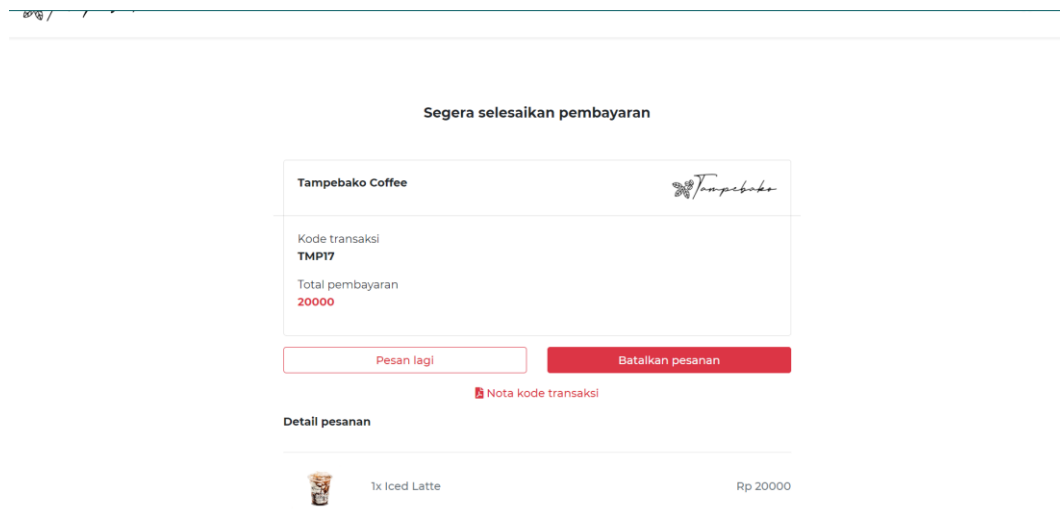 Segera selesaikan pembayaran
Tampebako Coffee
Tampebako
Kode transaksi
TMP17
Total pembayaran
20000
Pesan lagi
Batalkan pesanan
Nota kode transaksi
Detail pesanan
1x Iced Latte
Rp 20000